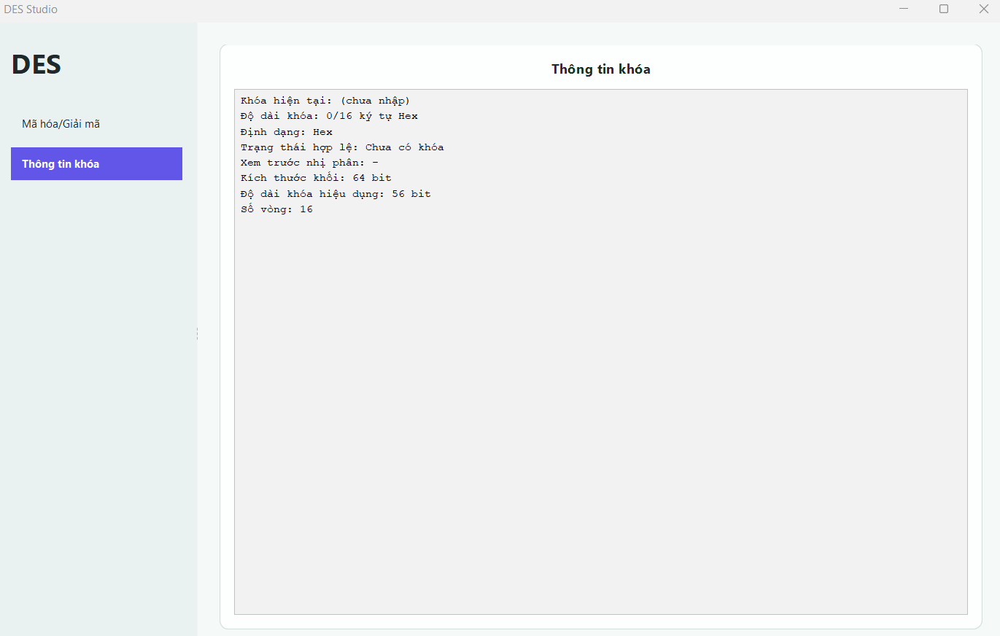 DES Studio
DES
Mã hóa/Giải mã
Thông tin khóa
Thông tin khóa
Khóa hiện tại: (chưa nhập)
Độ dài khóa: 0/16 ký tự Hex
Định dạng: Hex
Trạng thái hợp lệ: Chưa có khóa
Xem trước nhị phân: -
Kích thước khối: 64 bit
Độ dài khóa hiệu dụng: 56 bit
Số vòng: 16